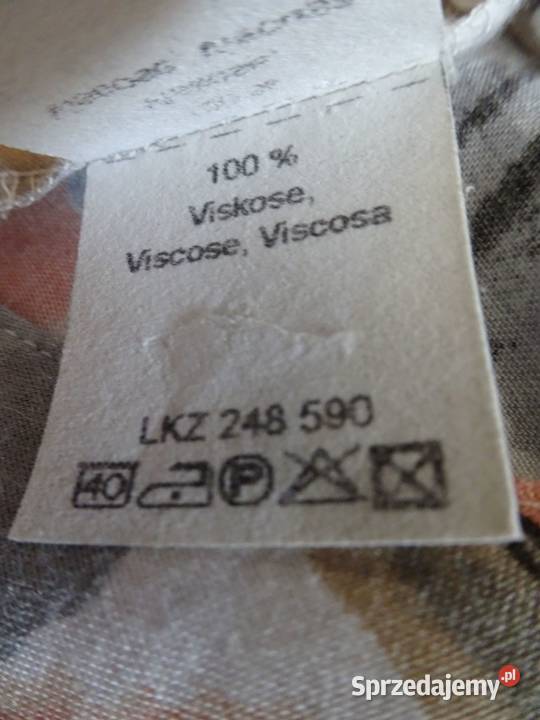 100 %
Viskose,
Viscose, Viscosa
LKZ 248 590
40 P
Sprzedajemy.pl